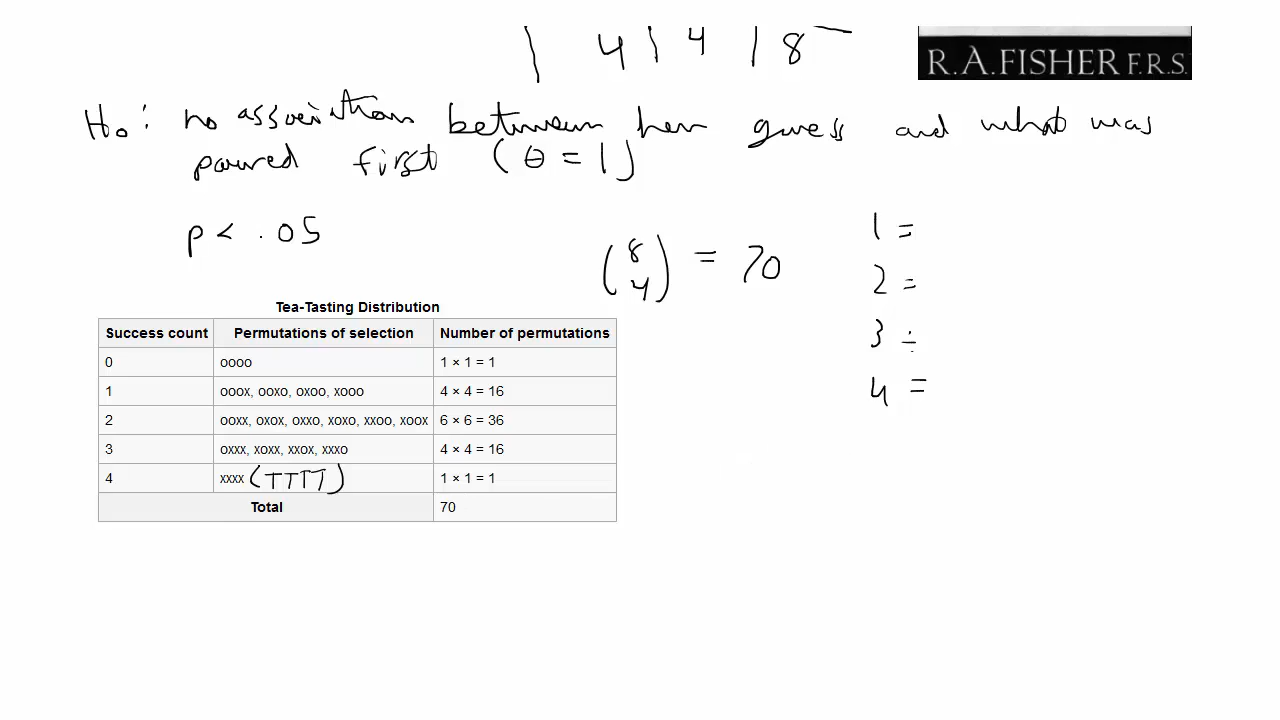 4 | 4 | 8
R.A.FISHER F.R.S.
H₀: no association between her guess and what was
poured first (θ = 1)
p < .05
(8 4) = 70
1 =
2 =
3 =
4 =
Tea-Tasting Distribution
Success count Permutations of selection Number of permutations
0 oooo 1 × 1 = 1
1 ooox, ooxo, oxoo, xooo 4 × 4 = 16
2 ooxx, oxox, oxxo, xoxo, xxoo, xoox 6 × 6 = 36
3 oxxx, xoxx, xxox, xxxo 4 × 4 = 16
4 xxxx (TTTT) 1 × 1 = 1
Total 70